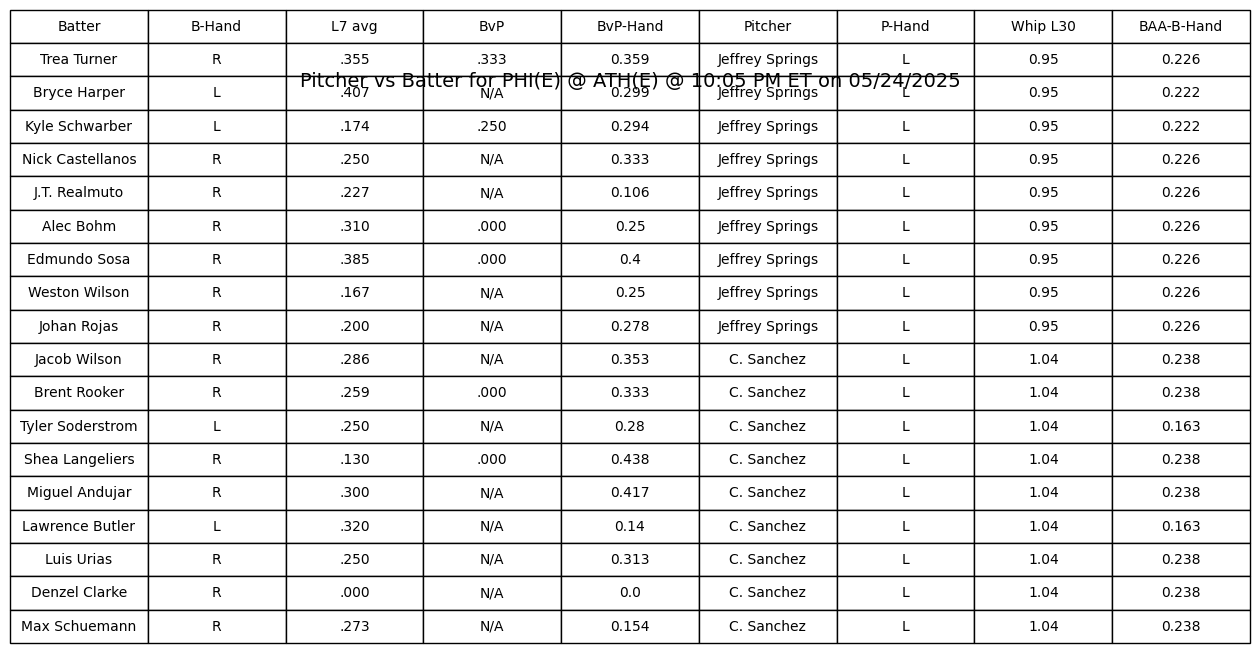 Batter B-Hand L7 avg BvP BvP-Hand Pitcher P-Hand Whip L30 BAA-B-Hand
Trea Turner R .355 .333 0.359 Jeffrey Springs L 0.95 0.226
Pitcher vs Batter for PHI(E) @ ATH(E) @ 10:05 PM ET on 05/24/2025
Bryce Harper L .407 N/A 0.299 Jeffrey Springs L 0.95 0.222
Kyle Schwarber L .174 .250 0.294 Jeffrey Springs L 0.95 0.222
Nick Castellanos R .250 N/A 0.333 Jeffrey Springs L 0.95 0.226
J.T. Realmuto R .227 N/A 0.106 Jeffrey Springs L 0.95 0.226
Alec Bohm R .310 .000 0.25 Jeffrey Springs L 0.95 0.226
Edmundo Sosa R .385 .000 0.4 Jeffrey Springs L 0.95 0.226
Weston Wilson R .167 N/A 0.25 Jeffrey Springs L 0.95 0.226
Johan Rojas R .200 N/A 0.278 Jeffrey Springs L 0.95 0.226
Jacob Wilson R .286 N/A 0.353 C. Sanchez L 1.04 0.238
Brent Rooker R .259 .000 0.333 C. Sanchez L 1.04 0.238
Tyler Soderstrom L .250 N/A 0.28 C. Sanchez L 1.04 0.163
Shea Langeliers R .130 .000 0.438 C. Sanchez L 1.04 0.238
Miguel Andujar R .300 N/A 0.417 C. Sanchez L 1.04 0.238
Lawrence Butler L .320 N/A 0.14 C. Sanchez L 1.04 0.163
Luis Urias R .250 N/A 0.313 C. Sanchez L 1.04 0.238
Denzel Clarke R .000 N/A 0.0 C. Sanchez L 1.04 0.238
Max Schuemann R .273 N/A 0.154 C. Sanchez L 1.04 0.238